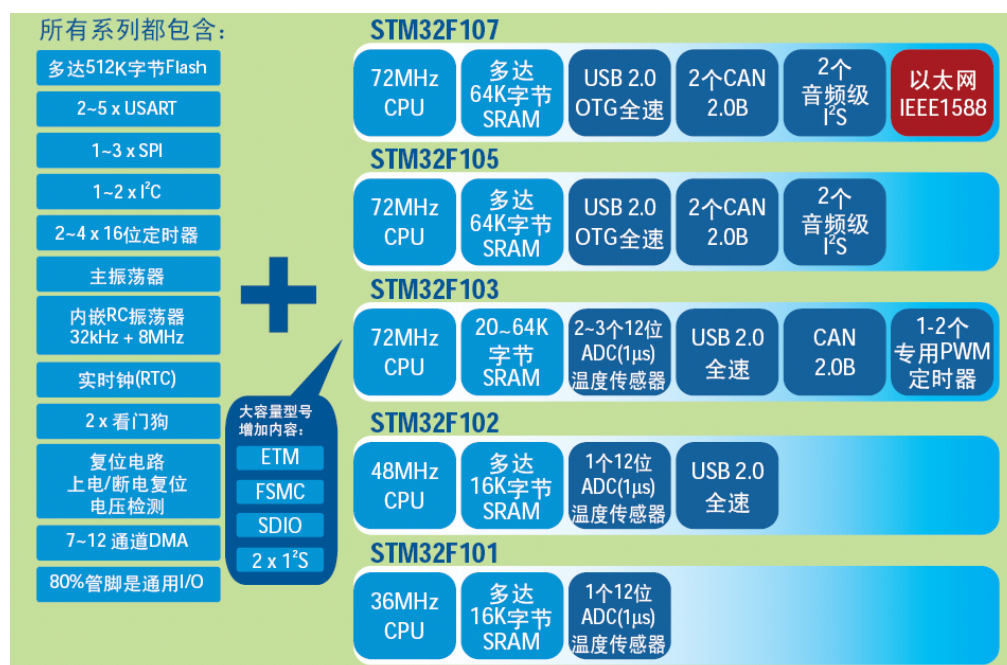 所有系列都包含:
多达512K字节Flash
2~5 x USART
1~3 x SPI
1~2 x I²C
2~4 x 16位定时器
主振荡器
内嵌RC振荡器
32kHz + 8MHz
实时钟(RTC)
2 x 看门狗
复位电路
上电/断电复位
电压检测
7~12 通道DMA
80%管脚是通用I/O
大容量型号
增加内容:
ETM
FSMC
SDIO
2 x 1²S
STM32F107
72MHz
CPU
多达
64K字节
SRAM
USB 2.0
OTG全速
2个CAN
2.0B
2个
音频级
I²S
以太网
IEEE1588
STM32F105
72MHz
CPU
多达
64K字节
SRAM
USB 2.0
OTG全速
2个CAN
2.0B
2个
音频级
I²S
STM32F103
72MHz
CPU
20~64K
字节
SRAM
2~3个12位
ADC(1μs)
温度传感器
USB 2.0
全速
CAN
2.0B
1-2个
专用PWM
定时器
STM32F102
48MHz
CPU
多达
16K字节
SRAM
1个12位
ADC(1μs)
温度传感器
USB 2.0
全速
STM32F101
36MHz
CPU
多达
16K字节
SRAM
1个12位
ADC(1μs)
温度传感器